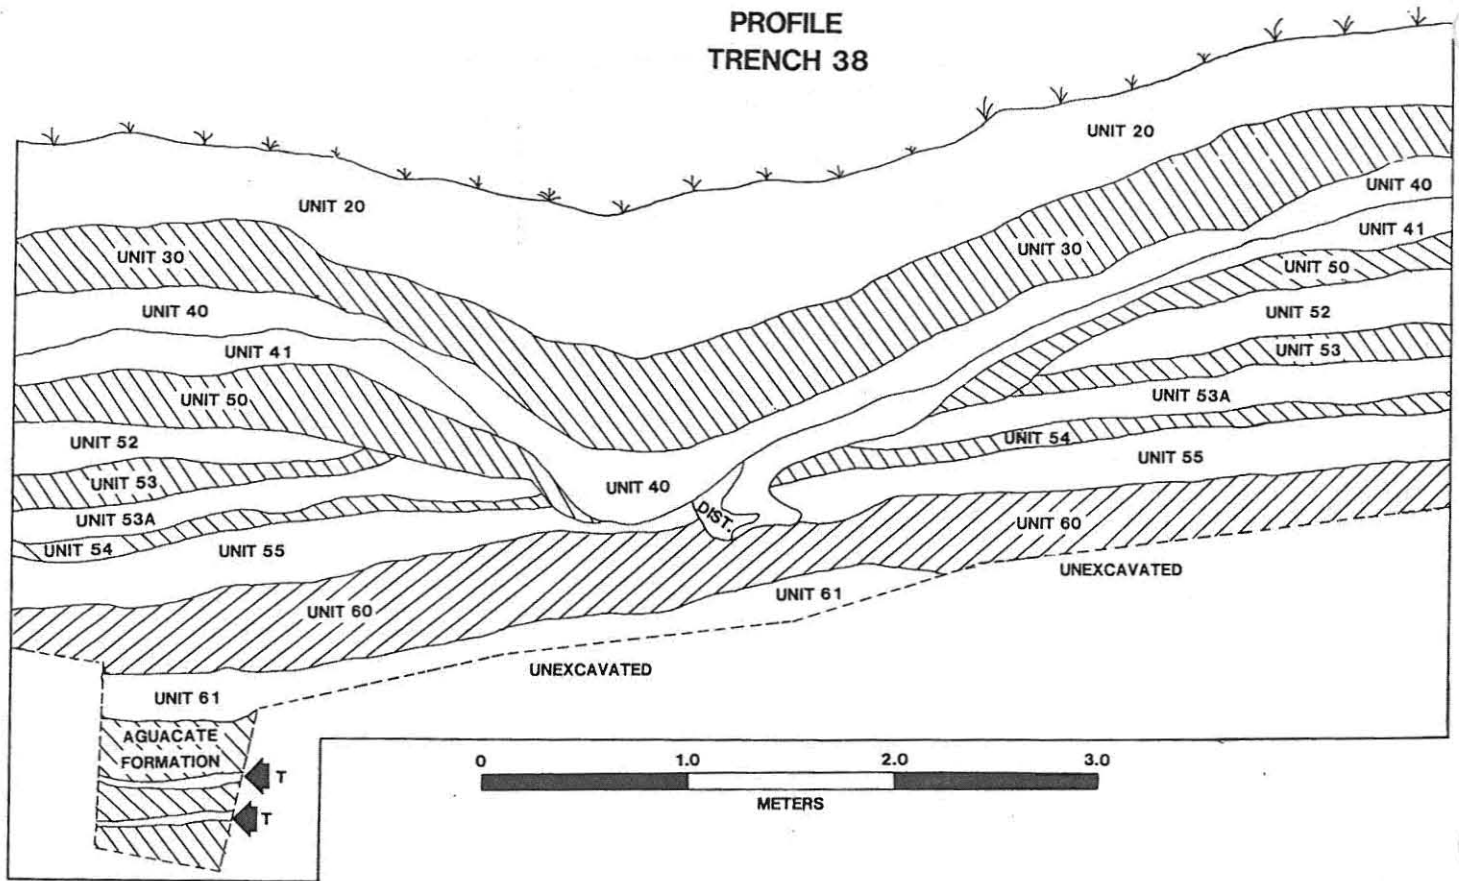 PROFILE
TRENCH 38
UNIT 20
UNIT 20
UNIT 40
UNIT 41
UNIT 30
UNIT 30
UNIT 50
UNIT 40
UNIT 52
UNIT 41
UNIT 53
UNIT 53A
UNIT 50
UNIT 54
UNIT 52
UNIT 55
UNIT 53
UNIT 40
DIST.
UNIT 53A
UNIT 54
UNIT 55
UNIT 60
UNEXCAVATED
UNIT 61
UNIT 60
UNEXCAVATED
UNIT 61
AGUACATE
FORMATION
T
T
0 1.0 2.0 3.0
METERS